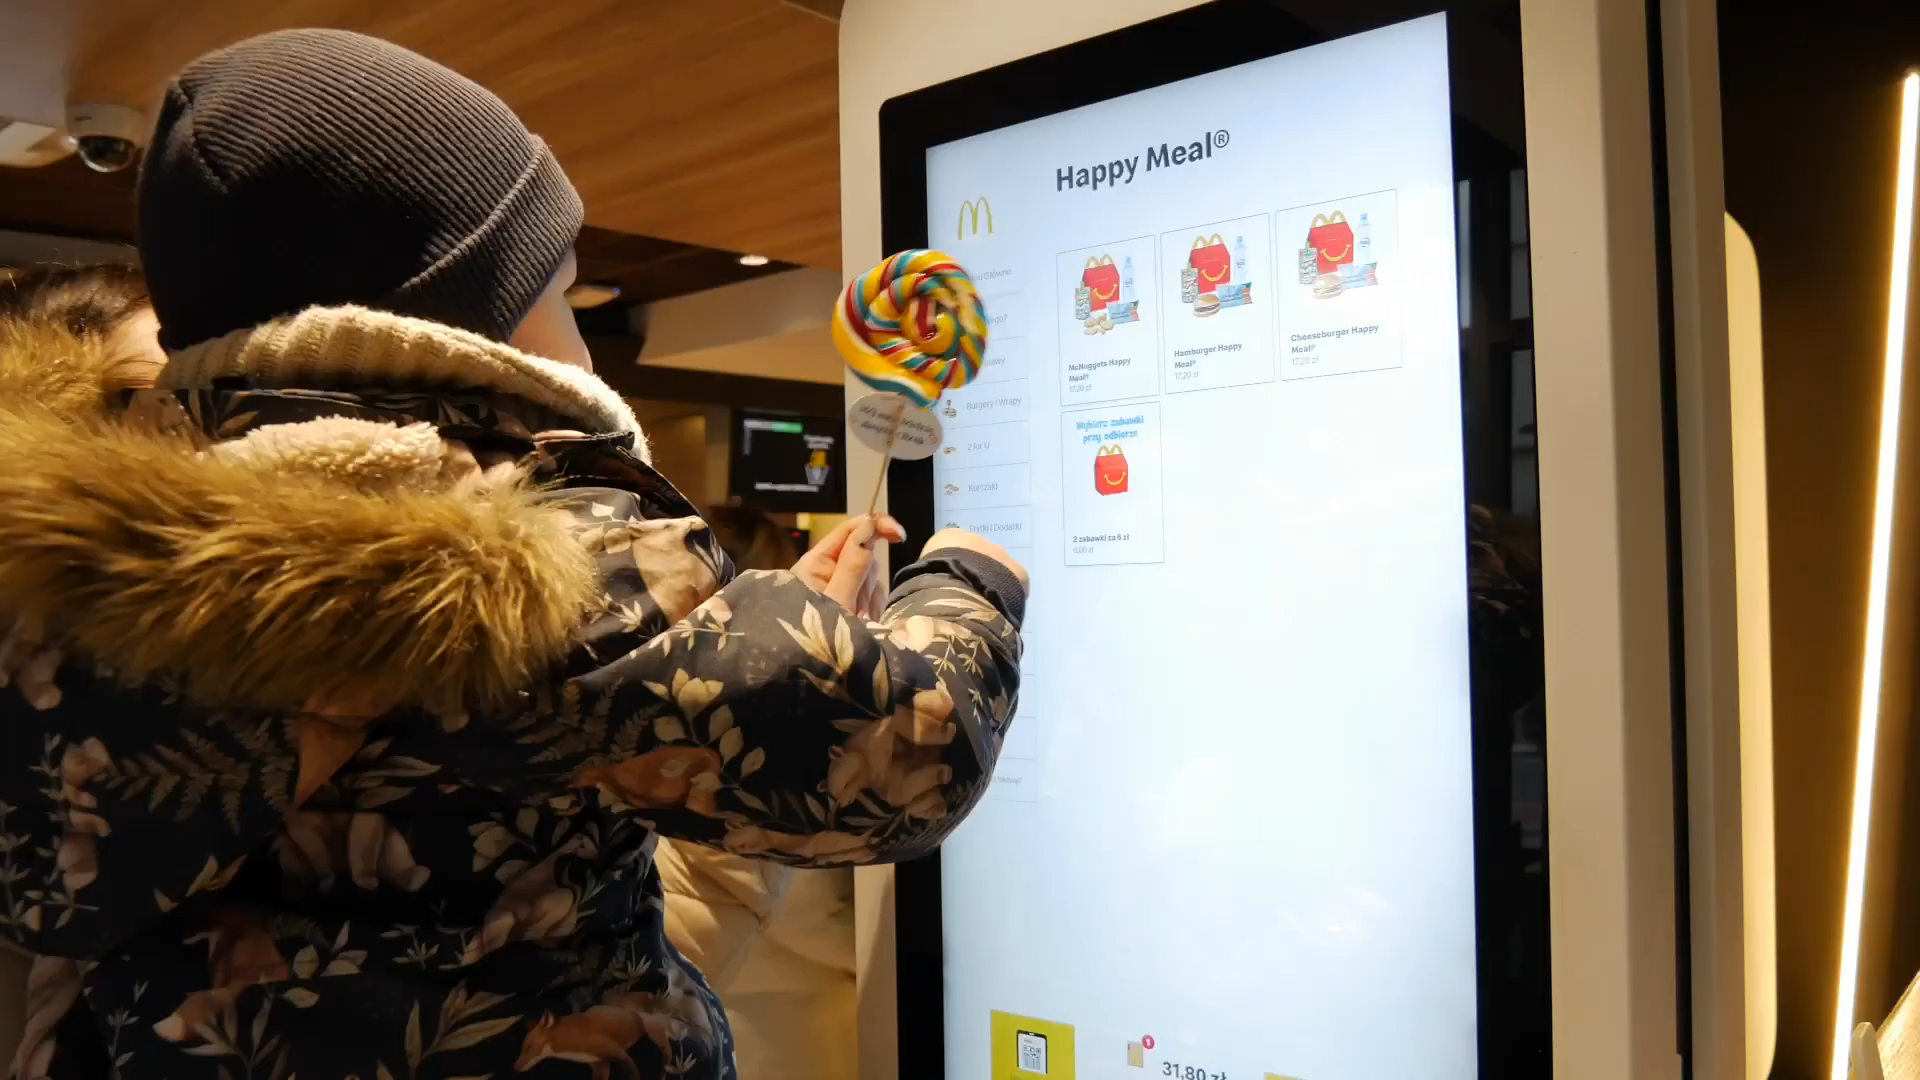 Happy Meal®
McNuggets Happy
Meal®
17,20 zł
Hamburger Happy
Meal®
17,20 zł
Cheeseburger Happy
Meal®
17,20 zł
Główne
Burgery i Wrapy
2 For U
Kurczaki
Frytki i Dodatki
Wybierz zabawki
przy odbiorze
2 zabawki za 6 zł
6,00 zł
1
31,80 zł